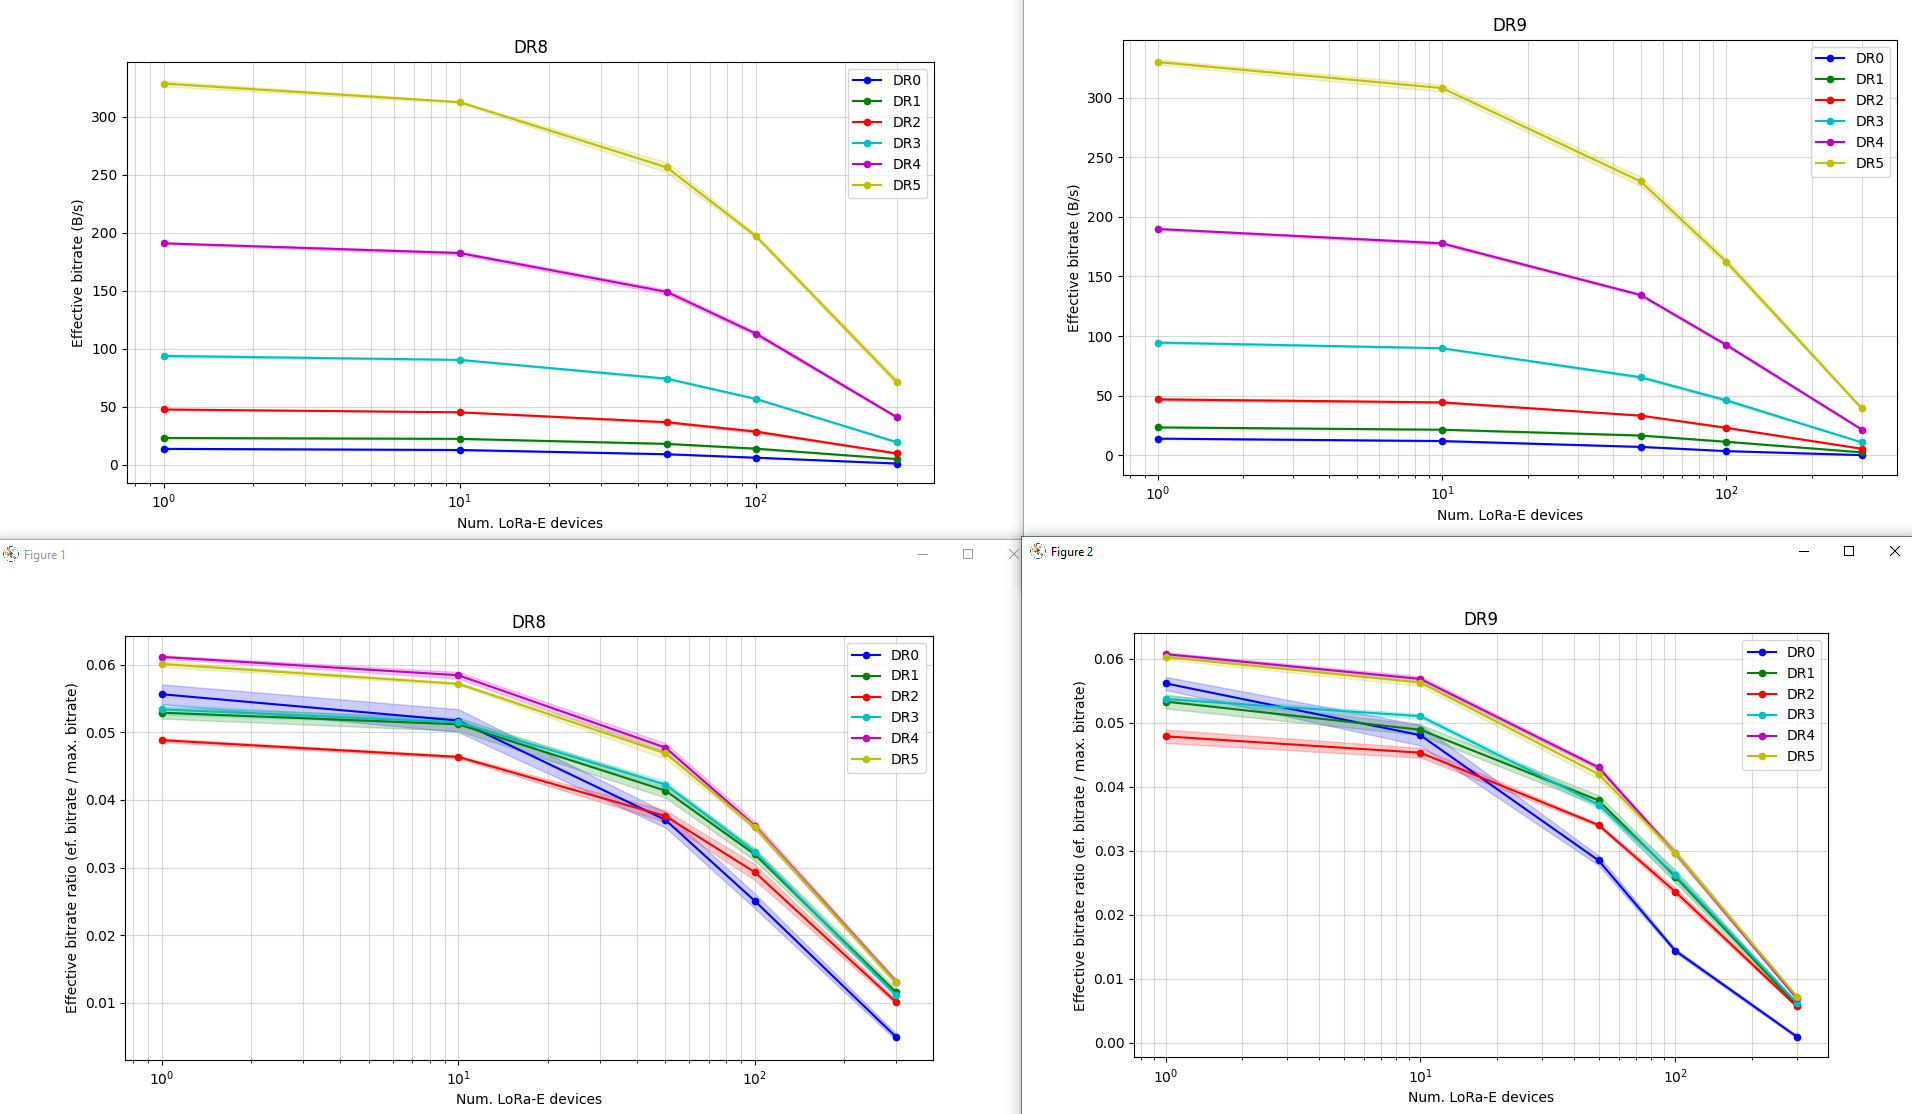 DR8
Effective bitrate (B/s)
300
250
200
150
100
50
0
10⁰
10¹
10²
Num. LoRa-E devices
DR0
DR1
DR2
DR3
DR4
DR5
DR9
Effective bitrate (B/s)
300
250
200
150
100
50
0
10⁰
10¹
10²
Num. LoRa-E devices
DR0
DR1
DR2
DR3
DR4
DR5
Figure 1
DR8
Effective bitrate ratio (ef. bitrate / max. bitrate)
0.06
0.05
0.04
0.03
0.02
0.01
10⁰
10¹
10²
Num. LoRa-E devices
DR0
DR1
DR2
DR3
DR4
DR5
Figure 2
DR9
Effective bitrate ratio (ef. bitrate / max. bitrate)
0.06
0.05
0.04
0.03
0.02
0.01
0.00
10⁰
10¹
10²
Num. LoRa-E devices
DR0
DR1
DR2
DR3
DR4
DR5